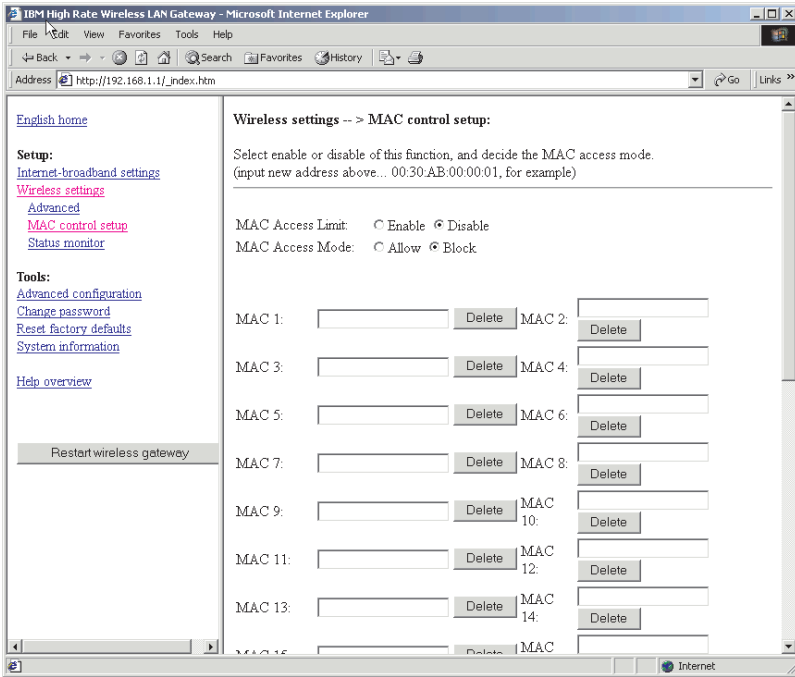 IBM High Rate Wireless LAN Gateway - Microsoft Internet Explorer
File Edit View Favorites Tools Help
Back Search Favorites History
Address http://192.168.1.1/_index.htm Go Links »
English home
Setup:
Internet-broadband settings
Wireless settings
Advanced
MAC control setup
Status monitor
Tools:
Advanced configuration
Change password
Reset factory defaults
System information
Help overview
Restart wireless gateway
Wireless settings -- > MAC control setup:
Select enable or disable of this function, and decide the MAC access mode.
(input new address above... 00:30:AB:00:00:01, for example)
MAC Access Limit: Enable Disable
MAC Access Mode: Allow Block
MAC 1: Delete MAC 2: Delete
MAC 3: Delete MAC 4: Delete
MAC 5: Delete MAC 6: Delete
MAC 7: Delete MAC 8: Delete
MAC 9: Delete MAC 10: Delete
MAC 11: Delete MAC 12: Delete
MAC 13: Delete MAC 14: Delete
MAC 15 Delete MAC
Internet